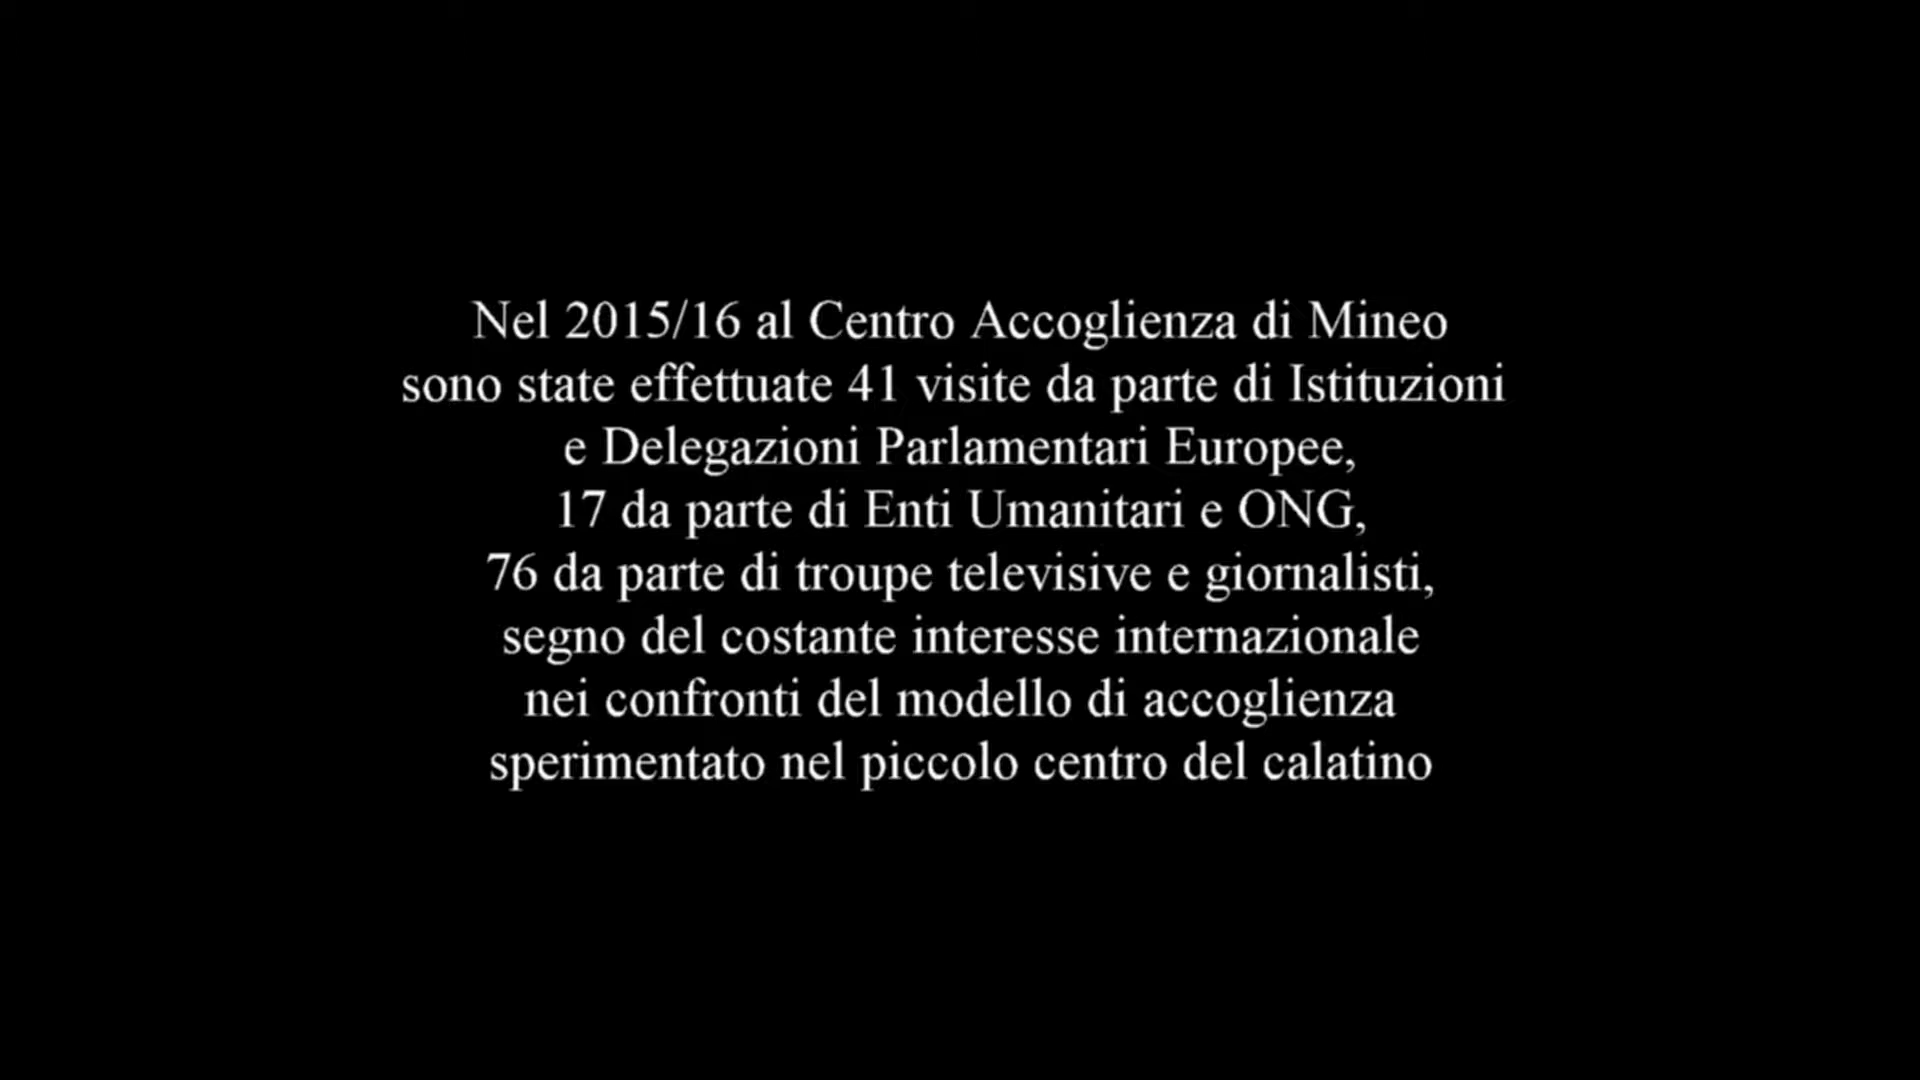 Nel 2015/16 al Centro Accoglienza di Mineo
sono state effettuate 41 visite da parte di Istituzioni
e Delegazioni Parlamentari Europee,
17 da parte di Enti Umanitari e ONG,
76 da parte di troupe televisive e giornalisti,
segno del costante interesse internazionale
nei confronti del modello di accoglienza
sperimentato nel piccolo centro del calatino